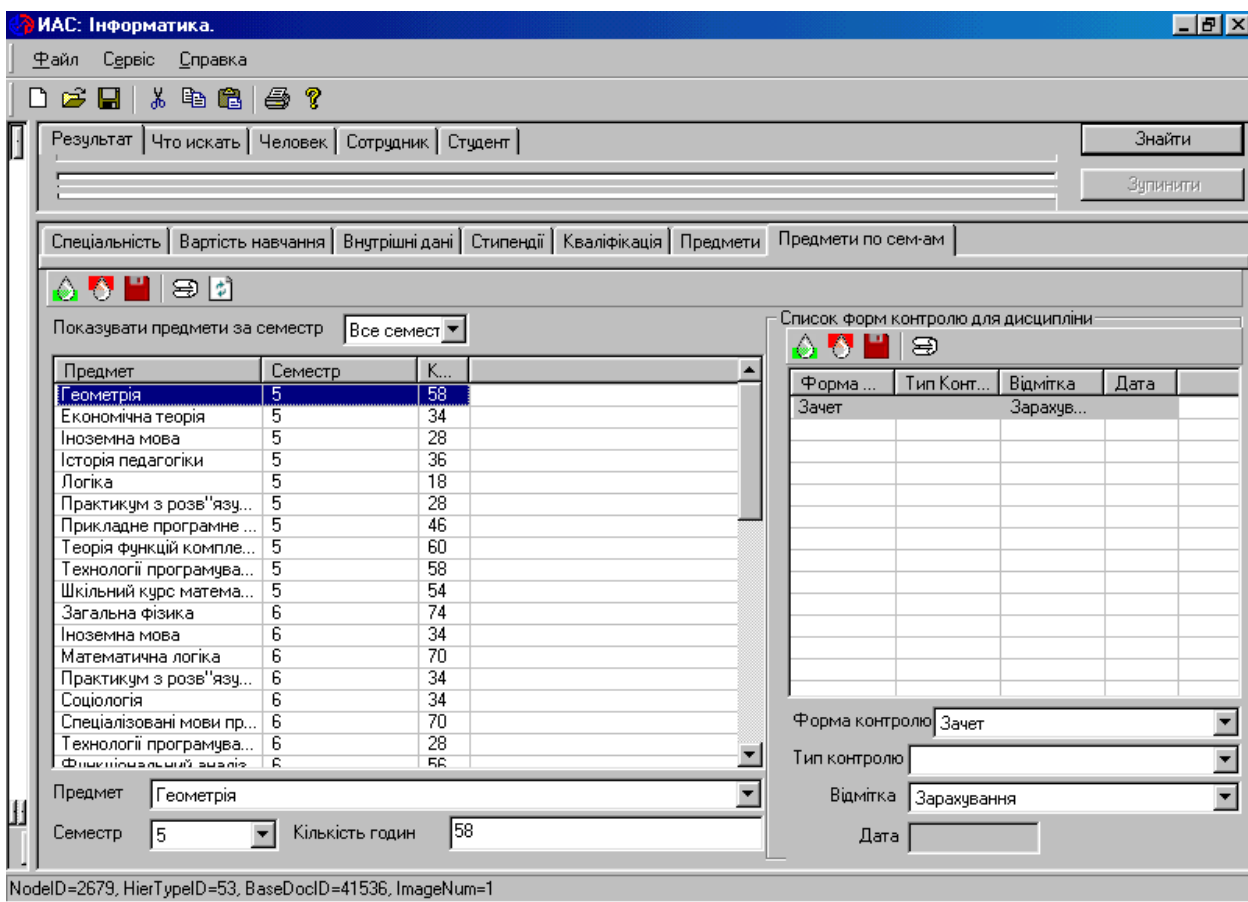 ИАС: Інформатика.
Файл Сервіс Справка
Результат Что искать Человек Сотрудник Студент Знайти
Зупинити
Спеціальність Вартість навчання Внутрішні дані Стипендії Кваліфікація Предмети Предмети по сем-ам
Показувати предмети за семестр Все семест
Предмет Семестр К...
Геометрія 5 58
Економічна теорія 5 34
Іноземна мова 5 28
Історія педагогіки 5 36
Логіка 5 18
Практикум з розв''язу... 5 28
Прикладне програмне ... 5 46
Теорія функцій компле... 5 60
Технології програмува... 5 58
Шкільний курс матема... 5 54
Загальна фізика 6 74
Іноземна мова 6 34
Математична логіка 6 70
Практикум з розв''язу... 6 34
Соціологія 6 34
Спеціалізовані мови пр... 6 70
Технології програмува... 6 28
Функціональний аналіз 6 56
Предмет Геометрія
Семестр 5 Кількість годин 58
Список форм контролю для дисципліни
Форма ... Тип Конт... Відмітка Дата
Зачет Зарахув...
Форма контролю Зачет
Тип контролю
Відмітка Зарахування
Дата
NodeID=2679, HierTypeID=53, BaseDocID=41536, ImageNum=1